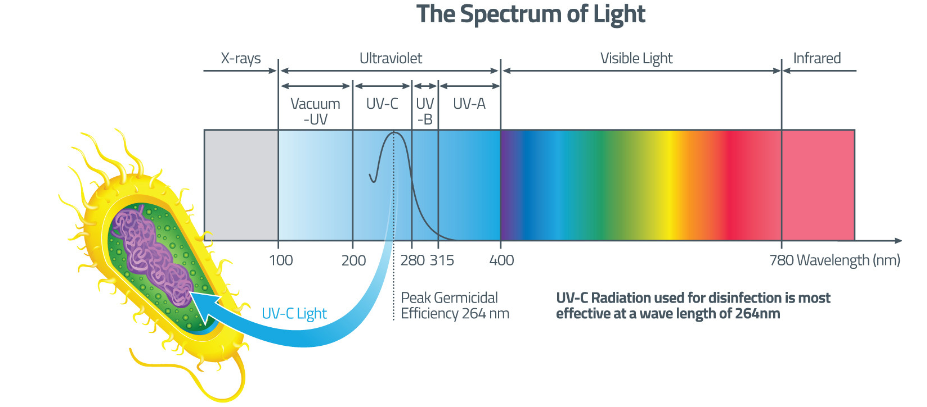 The Spectrum of Light
X-rays
Ultraviolet
Visible Light
Infrared
Vacuum
-UV
UV-C
UV
-B
UV-A
100
200
280
315
400
780
Wavelength (nm)
UV-C Light
Peak Germicidal
Efficiency 264 nm
UV-C Radiation used for disinfection is most
effective at a wave length of 264nm